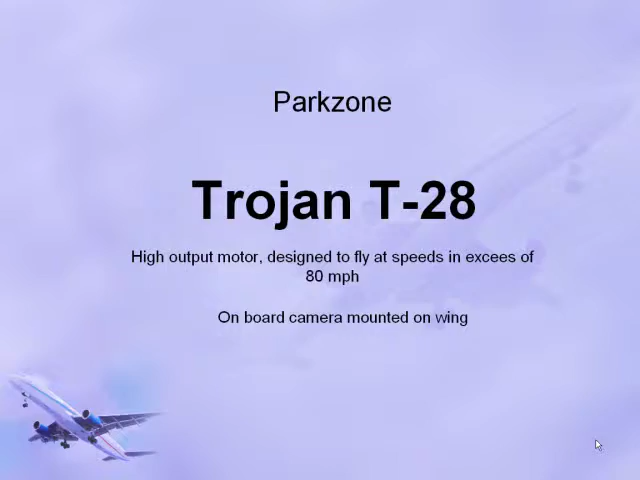 Parkzone
Trojan T-28
High output motor, designed to fly at speeds in excees of
80 mph
On board camera mounted on wing